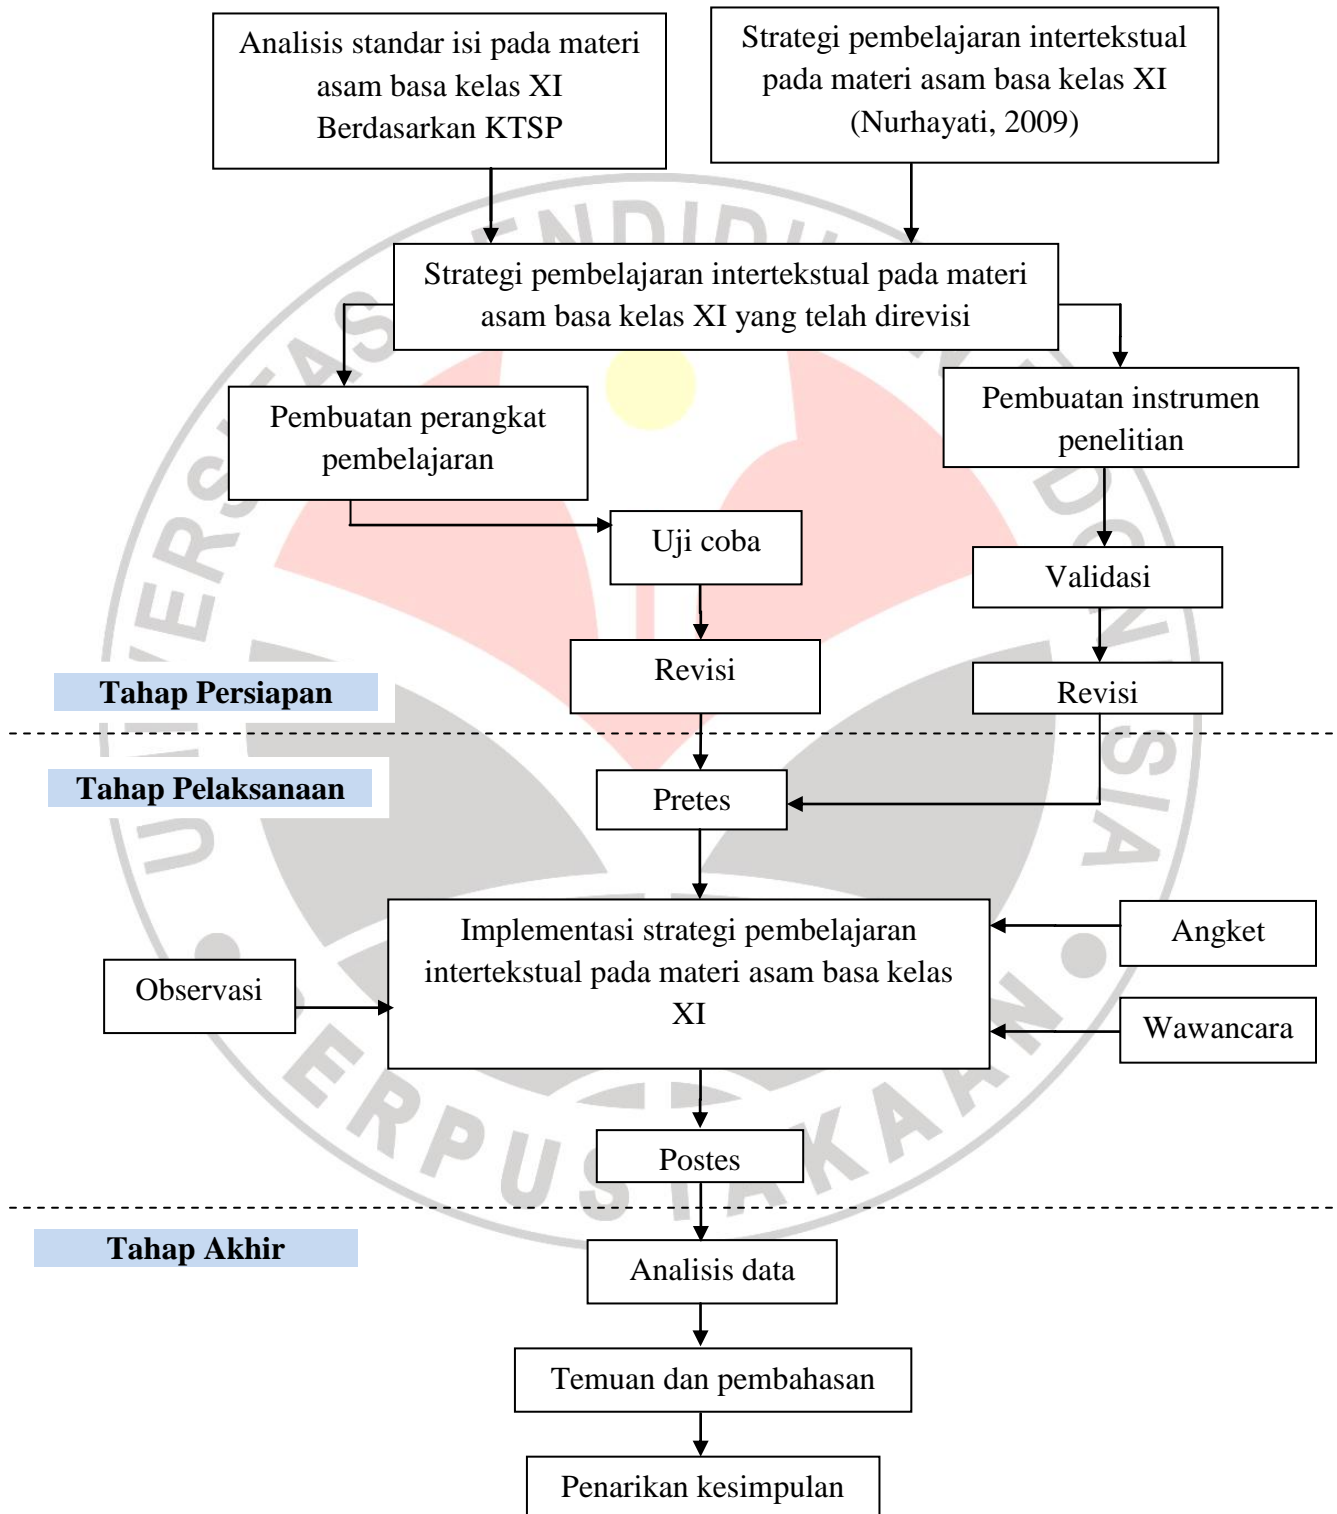 Analisis standar isi pada materi
asam basa kelas XI
Berdasarkan KTSP
Strategi pembelajaran intertekstual
pada materi asam basa kelas XI
(Nurhayati, 2009)
Strategi pembelajaran intertekstual pada materi
asam basa kelas XI yang telah direvisi
Pembuatan perangkat
pembelajaran
Pembuatan instrumen
penelitian
Uji coba
Validasi
Revisi
Revisi
Tahap Persiapan
Tahap Pelaksanaan
Pretes
Implementasi strategi pembelajaran
intertekstual pada materi asam basa kelas
XI
Observasi
Angket
Wawancara
Postes
Tahap Akhir
Analisis data
Temuan dan pembahasan
Penarikan kesimpulan
PERPUSTAKAAN